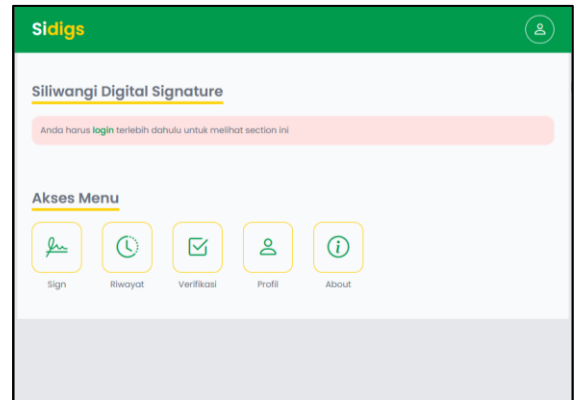 Sidigs
Siliwangi Digital Signature
Anda harus login terlebih dahulu untuk melihat section ini
Akses Menu
Sign Riwayat Verifikasi Profil About